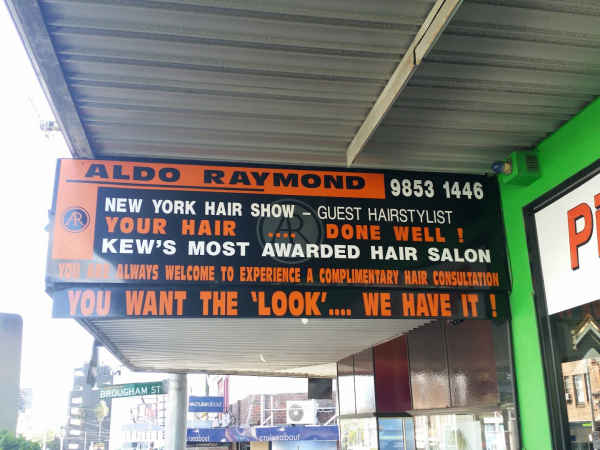 ALDO RAYMOND 9853 1446
AR
NEW YORK HAIR SHOW – GUEST HAIRSTYLIST
YOUR HAIR .... DONE WELL !
KEW'S MOST AWARDED HAIR SALON
YOU ARE ALWAYS WELCOME TO EXPERIENCE A COMPLIMENTARY HAIR CONSULTATION
YOU WANT THE 'LOOK'.... WE HAVE IT !
BROUGHAM ST
cruiseabout
cruiseabout
cruiseabout